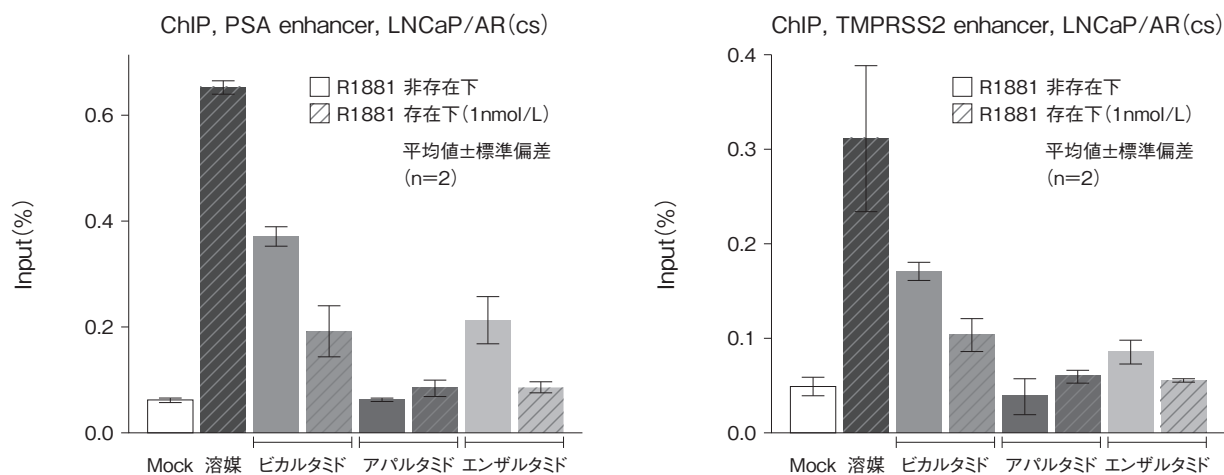 ChIP, PSA enhancer, LNCaP/AR(cs)
R1881 非存在下
R1881 存在下(1nmol/L)
平均値±標準偏差
(n=2)
Input(%)
0.6
0.4
0.2
0.0
Mock 溶媒 ビカルタミド アパルタミド エンザルタミド
ChIP, TMPRSS2 enhancer, LNCaP/AR(cs)
R1881 非存在下
R1881 存在下(1nmol/L)
平均値±標準偏差
(n=2)
Input(%)
0.4
0.3
0.2
0.1
0.0
Mock 溶媒 ビカルタミド アパルタミド エンザルタミド